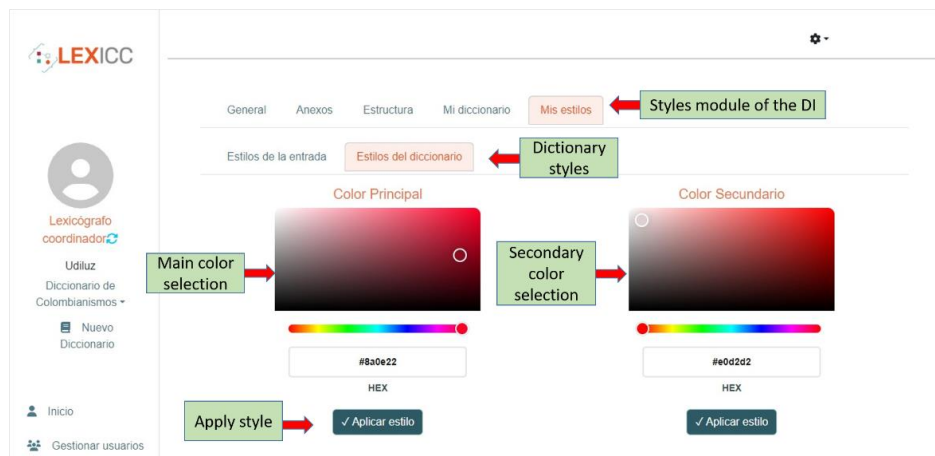 LEXICC
General Anexos Estructura Mi diccionario Mis estilos
Styles module of the DI
Estilos de la entrada Estilos del diccionario
Dictionary
styles
Lexicógrafo
coordinador
Udiluz
Diccionario de
Colombianismos
Nuevo
Diccionario
Inicio
Gestionar usuarios
Color Principal
Main color
selection
#8a0e22
HEX
Apply style
✓ Aplicar estilo
Color Secundario
Secondary
color
selection
#e0d2d2
HEX
✓ Aplicar estilo